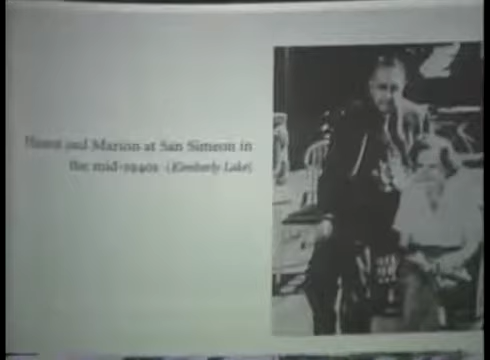 Hearst and Marion at San Simeon in
the mid-1940s (Kimberly Lake)